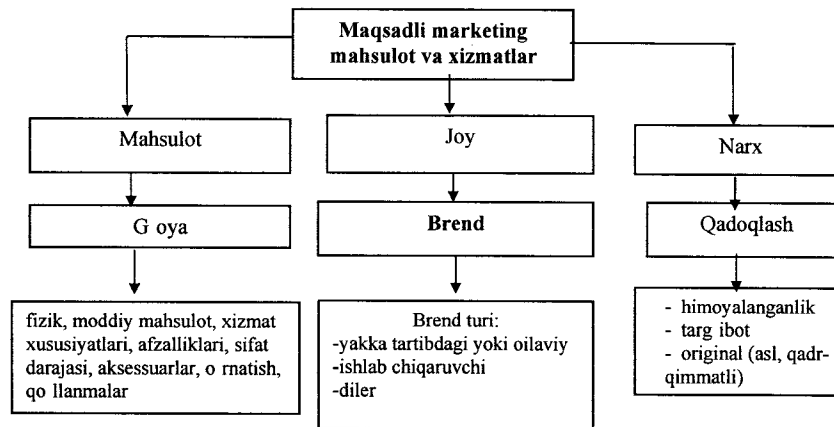 Maqsadli marketing
mahsulot va xizmatlar
Mahsulot
Joy
Narx
G oya
Brend
Qadoqlash
fizik, moddiy mahsulot, xizmat
xususiyatlari, afzalliklari, sifat
darajasi, aksessuarlar, o rnatish,
qo llanmalar
Brend turi:
-yakka tartibdagi yoki oilaviy
-ishlab chiqaruvchi
-diler
- himoyalanganlik
- targ ibot
- original (asl, qadr-
qimmatli)